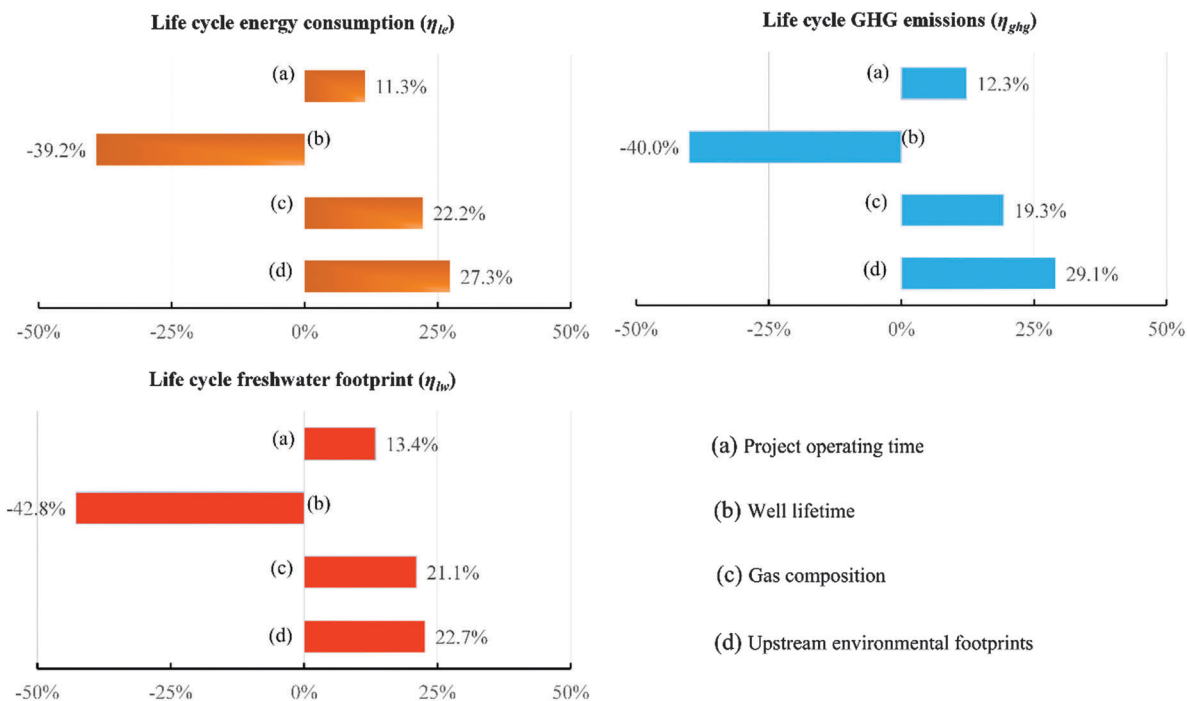 Life cycle energy consumption (ηle)
(a)
11.3%
-39.2%
(b)
(c)
22.2%
(d)
27.3%
-50% -25% 0% 25% 50%
Life cycle GHG emissions (ηghg)
(a)
12.3%
-40.0%
(b)
(c)
19.3%
(d)
29.1%
-50% -25% 0% 25% 50%
Life cycle freshwater footprint (ηlw)
(a)
13.4%
-42.8%
(b)
(c)
21.1%
(d)
22.7%
-50% -25% 0% 25% 50%
(a) Project operating time
(b) Well lifetime
(c) Gas composition
(d) Upstream environmental footprints